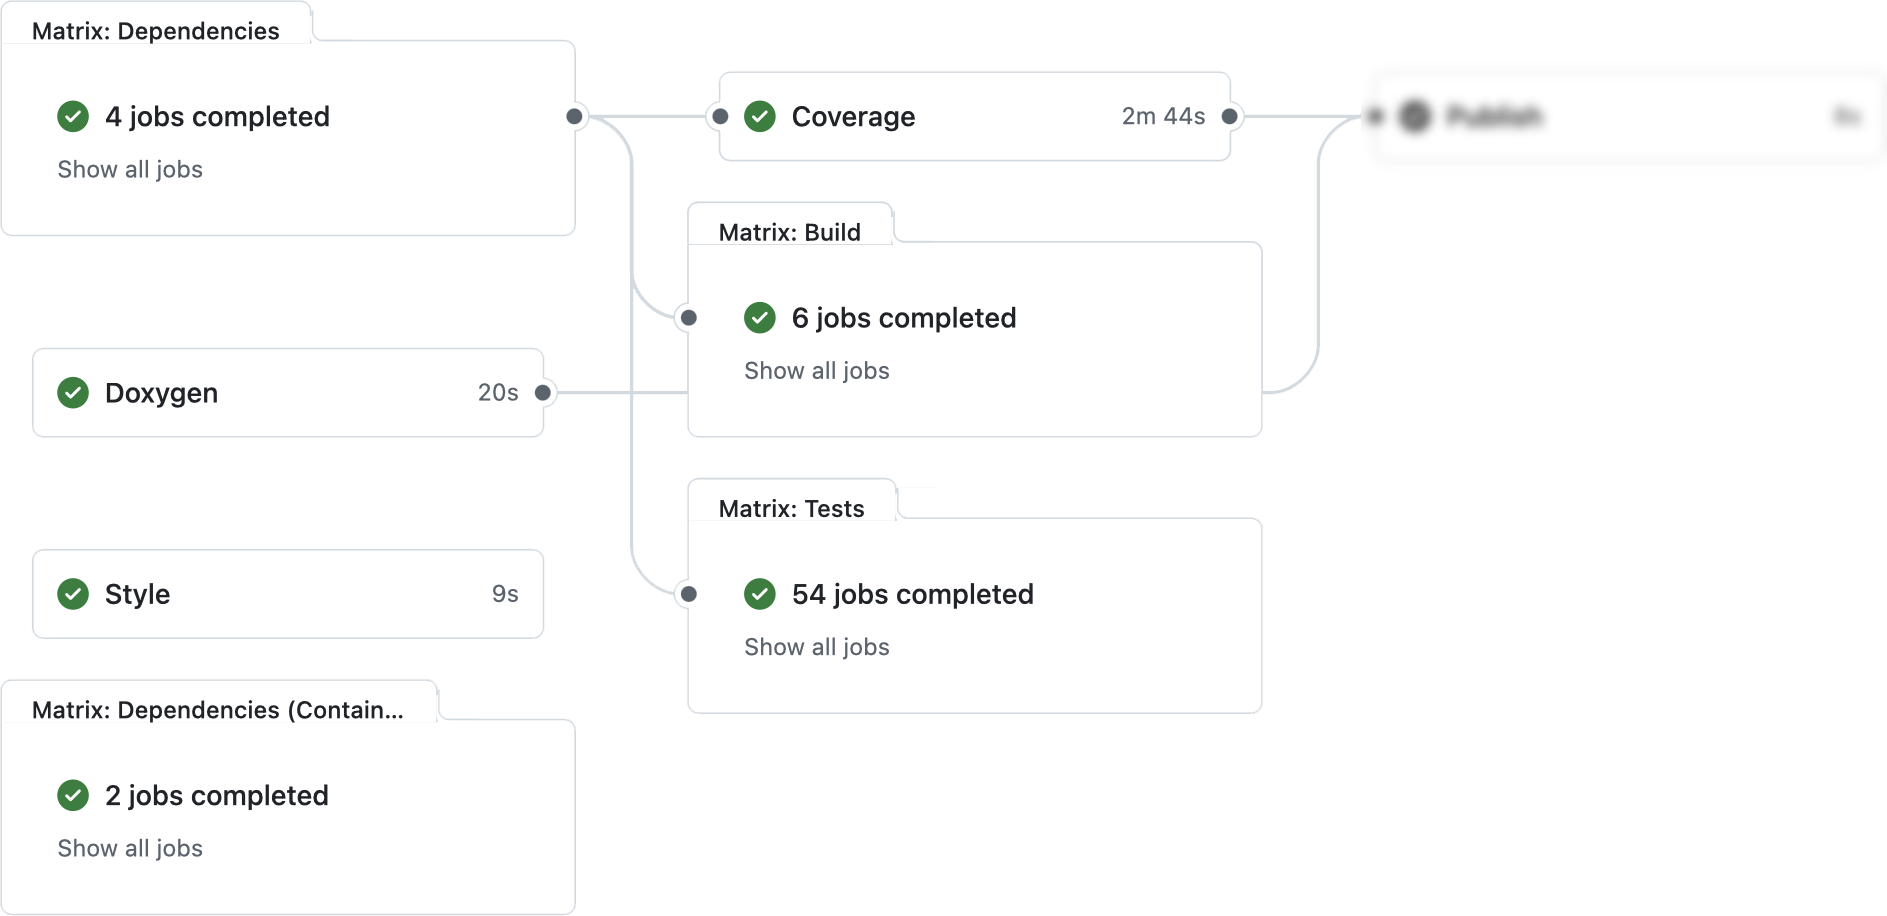 Matrix: Dependencies
4 jobs completed
Show all jobs
Coverage 2m 44s
Matrix: Build
6 jobs completed
Show all jobs
Doxygen 20s
Matrix: Tests
54 jobs completed
Show all jobs
Style 9s
Matrix: Dependencies (Contain...
2 jobs completed
Show all jobs